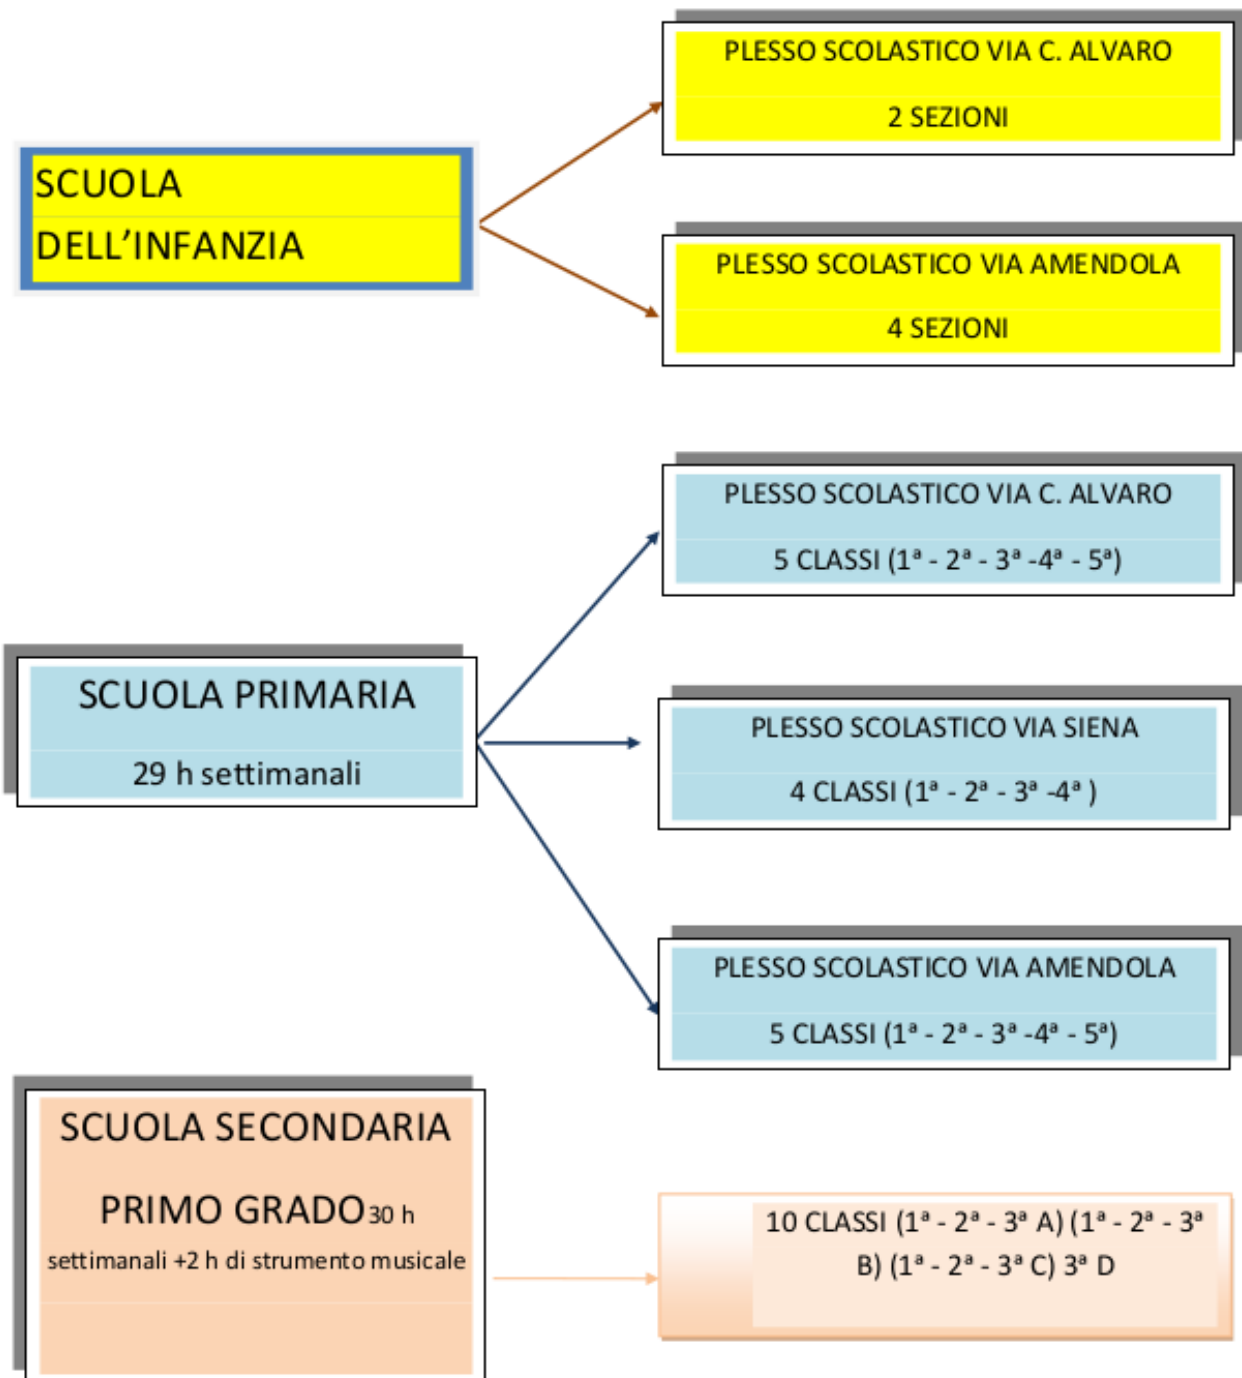 SCUOLA
DELL’INFANZIA
PLESSO SCOLASTICO VIA C. ALVARO
2 SEZIONI
PLESSO SCOLASTICO VIA AMENDOLA
4 SEZIONI
SCUOLA PRIMARIA
29 h settimanali
PLESSO SCOLASTICO VIA C. ALVARO
5 CLASSI (1ª - 2ª - 3ª -4ª - 5ª)
PLESSO SCOLASTICO VIA SIENA
4 CLASSI (1ª - 2ª - 3ª -4ª )
PLESSO SCOLASTICO VIA AMENDOLA
5 CLASSI (1ª - 2ª - 3ª -4ª - 5ª)
SCUOLA SECONDARIA
PRIMO GRADO 30 h
settimanali +2 h di strumento musicale
10 CLASSI (1ª - 2ª - 3ª A) (1ª - 2ª - 3ª
B) (1ª - 2ª - 3ª C) 3ª D